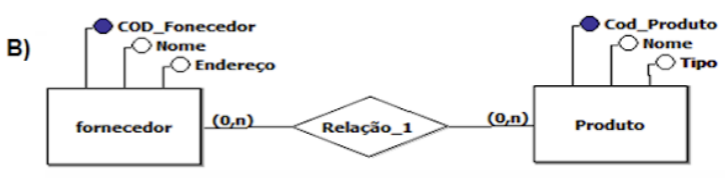 B)
COD_Fonecedor
Nome
Endereço
fornecedor
(0,n)
Relação_1
(0,n)
Cod_Produto
Nome
Tipo
Produto